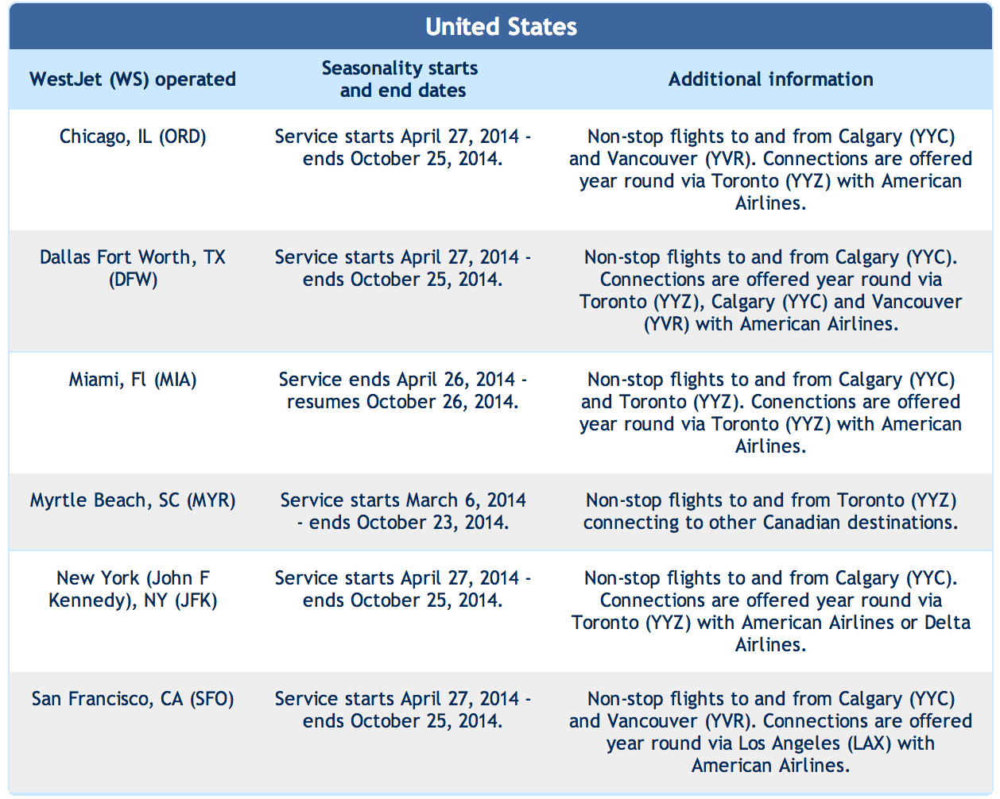 United States
WestJet (WS) operated
Seasonality starts
and end dates
Additional information
Chicago, IL (ORD)
Service starts April 27, 2014 -
ends October 25, 2014.
Non-stop flights to and from Calgary (YYC)
and Vancouver (YVR). Connections are offered
year round via Toronto (YYZ) with American
Airlines.
Dallas Fort Worth, TX
(DFW)
Service starts April 27, 2014 -
ends October 25, 2014.
Non-stop flights to and from Calgary (YYC).
Connections are offered year round via
Toronto (YYZ), Calgary (YYC) and Vancouver
(YVR) with American Airlines.
Miami, Fl (MIA)
Service ends April 26, 2014 -
resumes October 26, 2014.
Non-stop flights to and from Calgary (YYC)
and Toronto (YYZ). Conenctions are offered
year round via Toronto (YYZ) with American
Airlines.
Myrtle Beach, SC (MYR)
Service starts March 6, 2014
- ends October 23, 2014.
Non-stop flights to and from Toronto (YYZ)
connecting to other Canadian destinations.
New York (John F
Kennedy), NY (JFK)
Service starts April 27, 2014 -
ends October 25, 2014.
Non-stop flights to and from Calgary (YYC).
Connections are offered year round via
Toronto (YYZ) with American Airlines or Delta
Airlines.
San Francisco, CA (SFO)
Service starts April 27, 2014 -
ends October 25, 2014.
Non-stop flights to and from Calgary (YYC)
and Vancouver (YVR). Connections are offered
year round via Los Angeles (LAX) with
American Airlines.